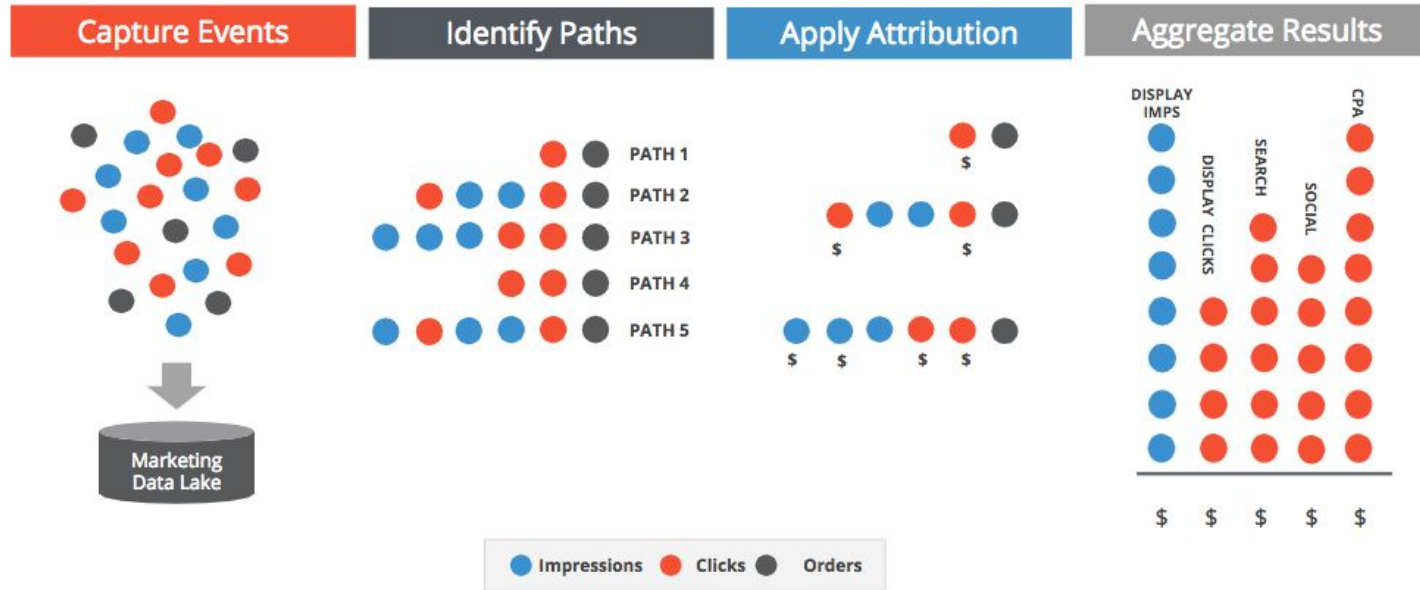 Capture Events
Identify Paths
Apply Attribution
Aggregate Results
Marketing
Data Lake
PATH 1
PATH 2
PATH 3
PATH 4
PATH 5
$
$ $
$ $ $ $
DISPLAY
IMPS
DISPLAY CLICKS
SEARCH
SOCIAL
CPA
$ $ $ $ $
Impressions Clicks Orders